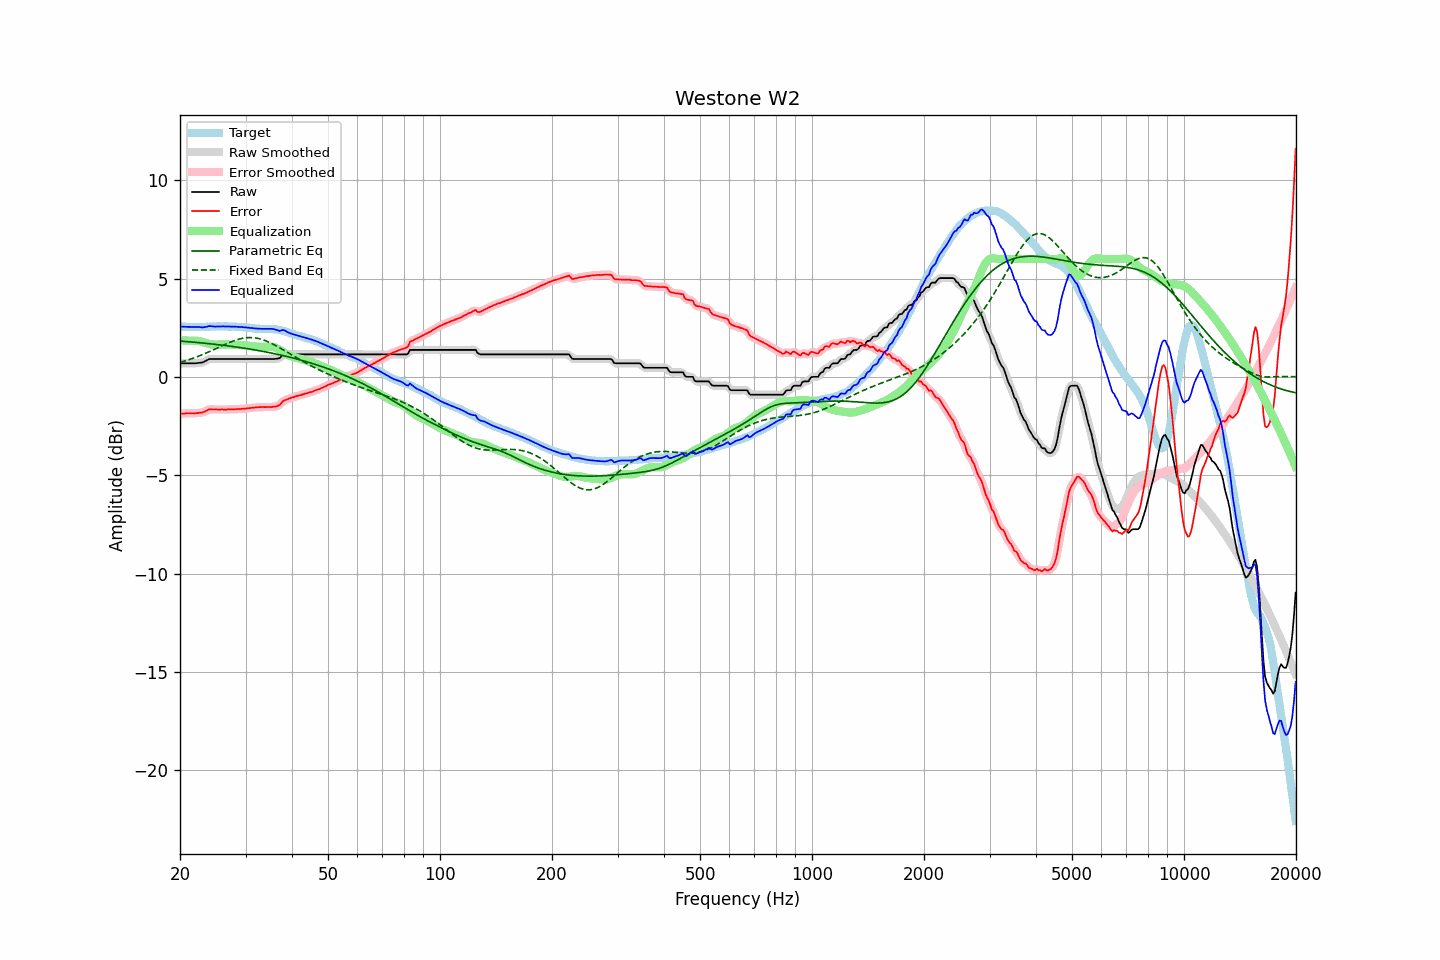 Westone W2
Target
Raw Smoothed
Error Smoothed
Raw
Error
Equalization
Parametric Eq
Fixed Band Eq
Equalized
Amplitude (dBr)
10
5
0
−5
−10
−15
−20
20 50 100 200 500 1000 2000 5000 10000 20000
Frequency (Hz)